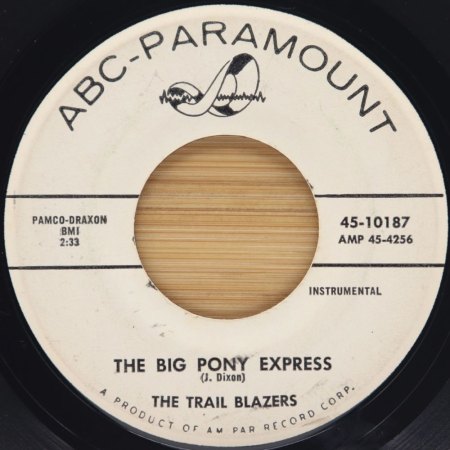 ABC-PARAMOUNT
PAMCO-DRAXON
BMI
2:33
45-10187
AMP 45-4256
INSTRUMENTAL
THE BIG PONY EXPRESS
(J. Dixon)
THE TRAIL BLAZERS
A PRODUCT OF AM PAR RECORD CORP.